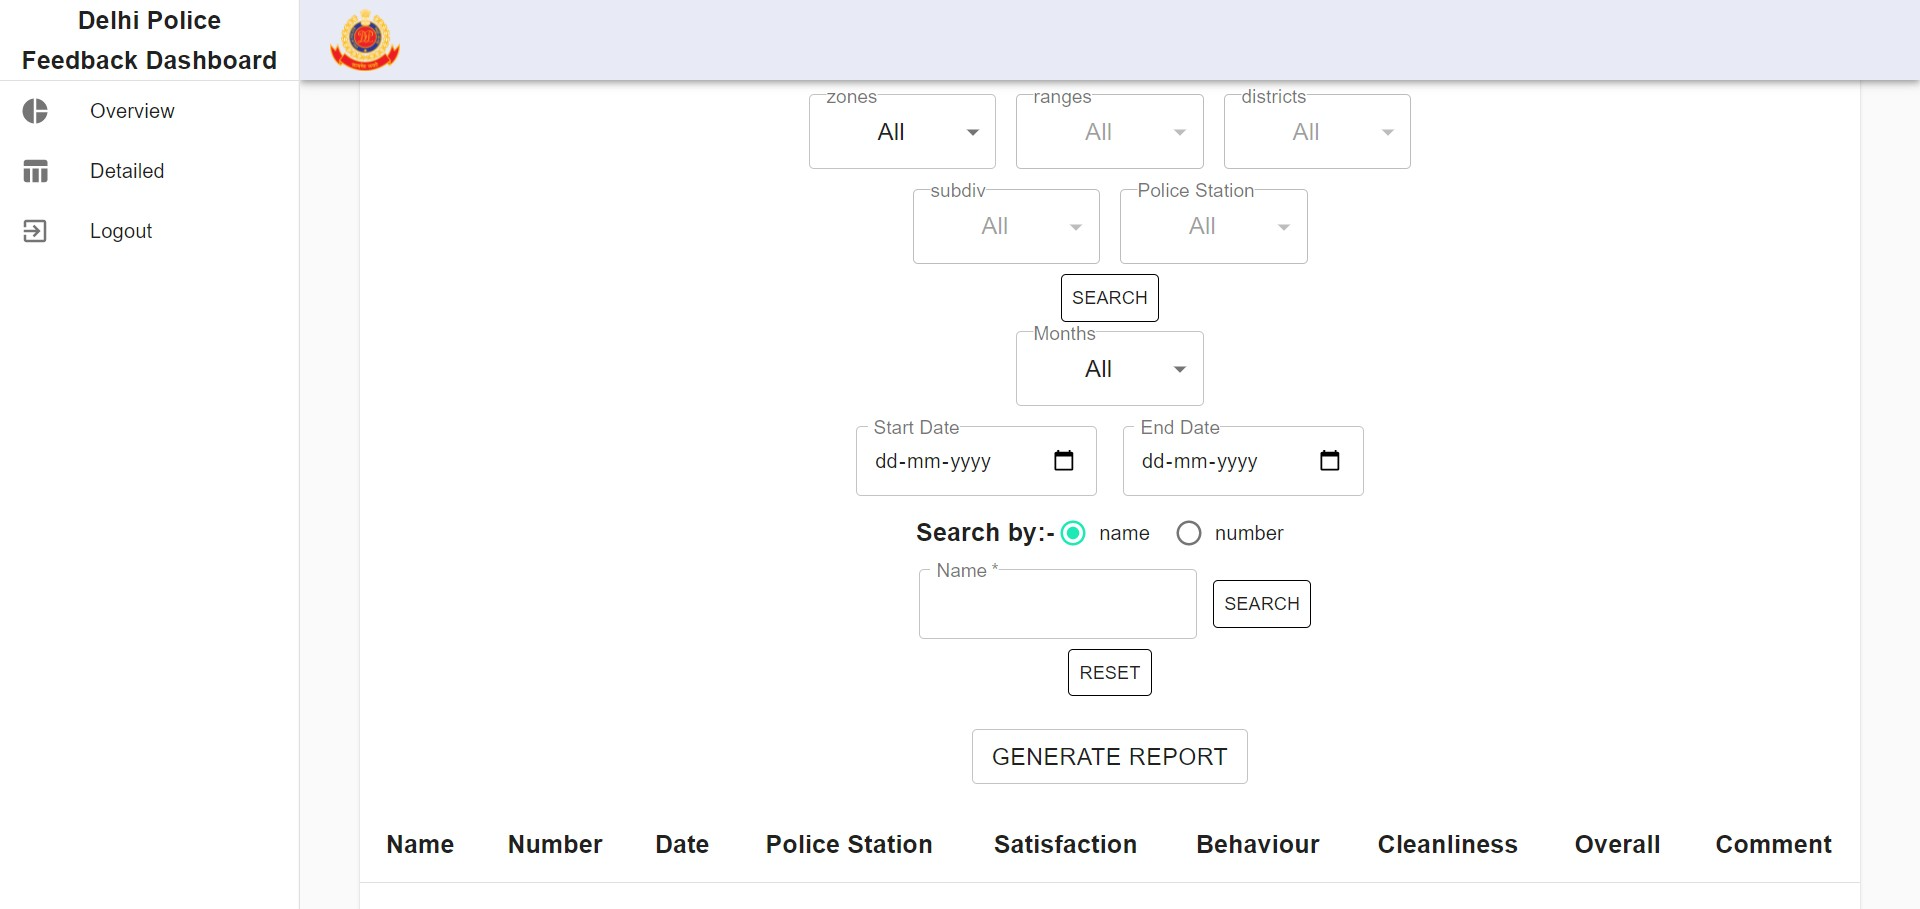 Delhi Police
Feedback Dashboard
Overview
Detailed
Logout
zones ranges districts
All All All
subdiv Police Station
All All
SEARCH
Months
All
Start Date End Date
dd-mm-yyyy dd-mm-yyyy
Search by:- name number
Name *
SEARCH
RESET
GENERATE REPORT
Name Number Date Police Station Satisfaction Behaviour Cleanliness Overall Comment